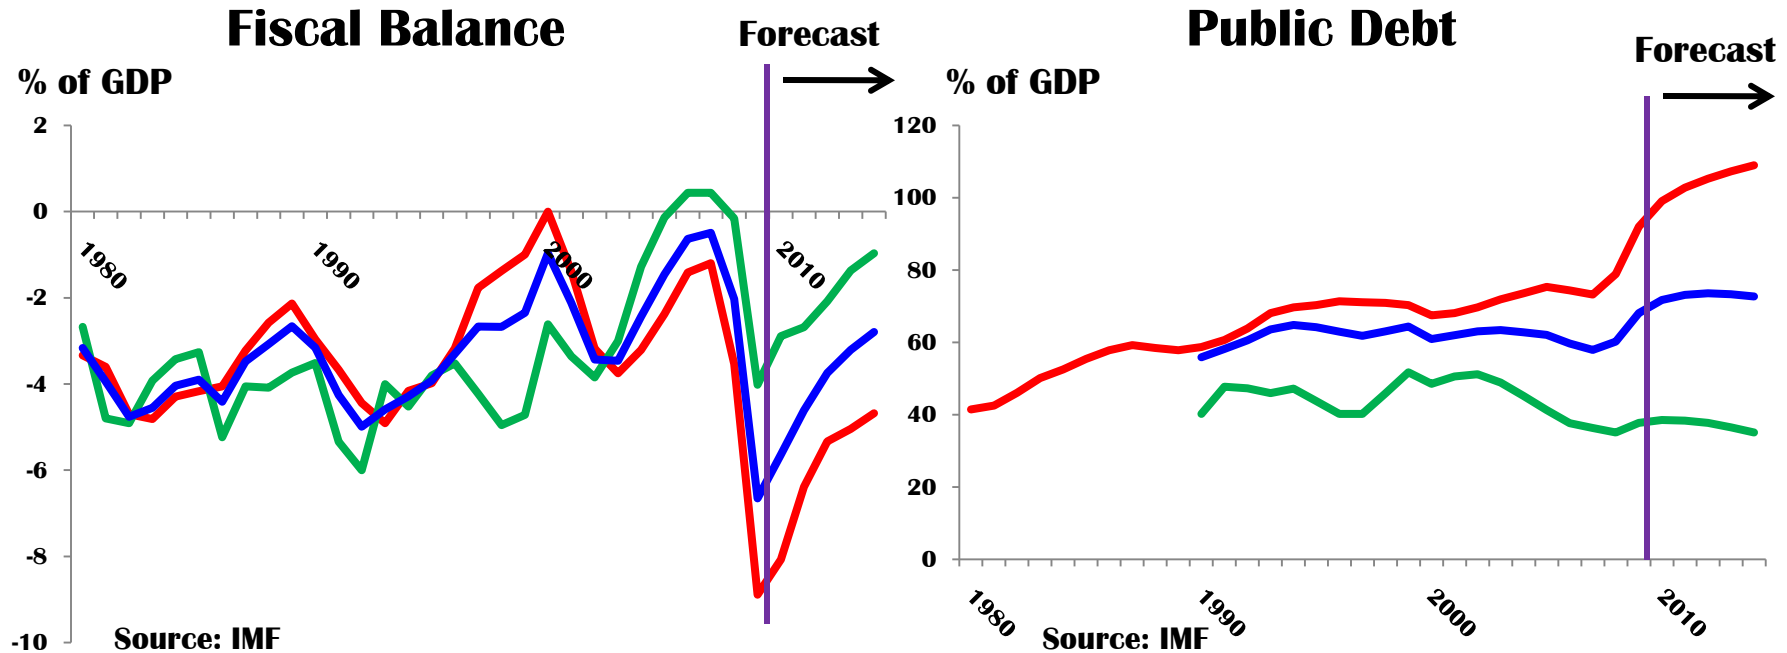 Fiscal Balance
Forecast
% of GDP
2
0
-2
-4
-6
-8
-10
1980
1990
2000
2010
Source: IMF
Public Debt
Forecast
% of GDP
120
100
80
60
40
20
0
1980
1990
2000
2010
Source: IMF